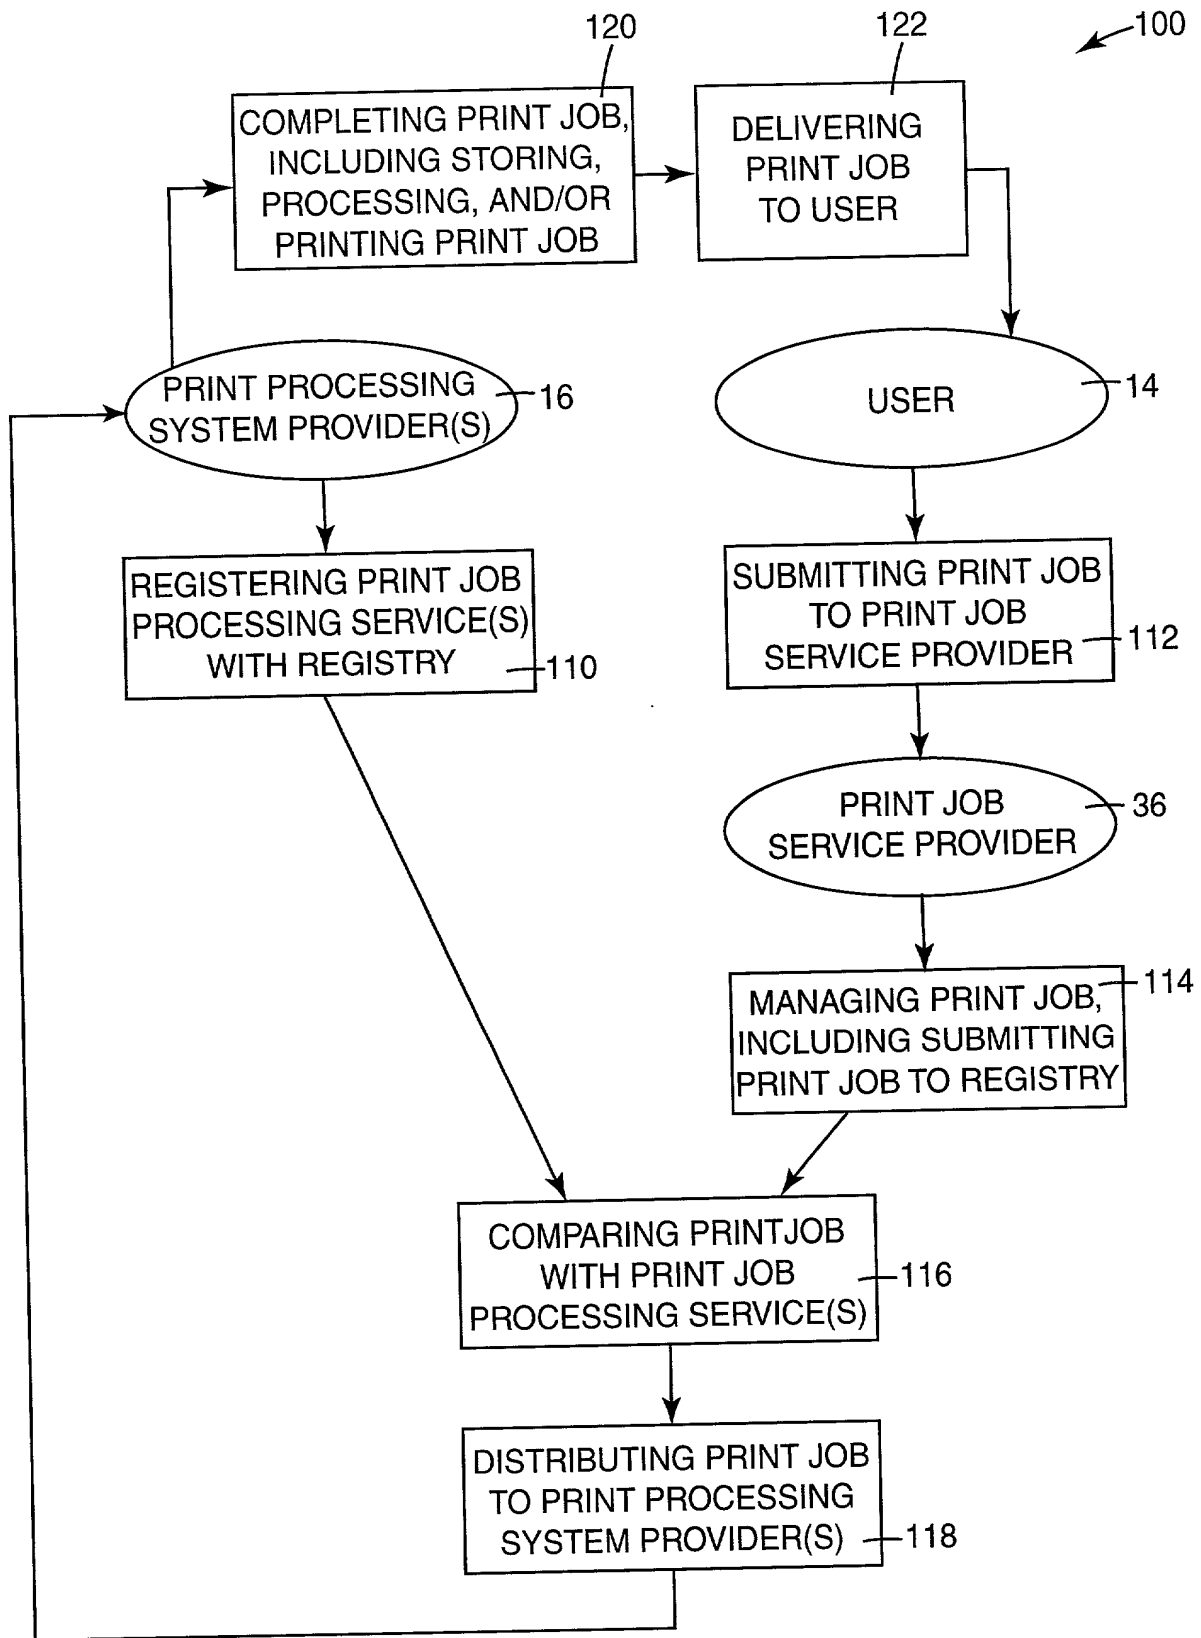 120
122
100
COMPLETING PRINT JOB,
INCLUDING STORING,
PROCESSING, AND/OR
PRINTING PRINT JOB
DELIVERING
PRINT JOB
TO USER
PRINT PROCESSING
SYSTEM PROVIDER(S)
16
USER
14
REGISTERING PRINT JOB
PROCESSING SERVICE(S)
WITH REGISTRY
110
SUBMITTING PRINT JOB
TO PRINT JOB
SERVICE PROVIDER
112
PRINT JOB
SERVICE PROVIDER
36
MANAGING PRINT JOB,
INCLUDING SUBMITTING
PRINT JOB TO REGISTRY
114
COMPARING PRINTJOB
WITH PRINT JOB
PROCESSING SERVICE(S)
116
DISTRIBUTING PRINT JOB
TO PRINT PROCESSING
SYSTEM PROVIDER(S)
118